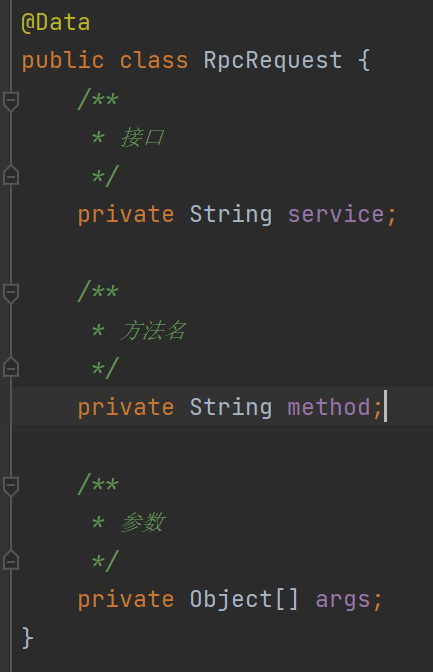 @Data
public class RpcRequest {
/**
* 接口
*/
private String service;
/**
* 方法名
*/
private String method;
/**
* 参数
*/
private Object[] args;
}